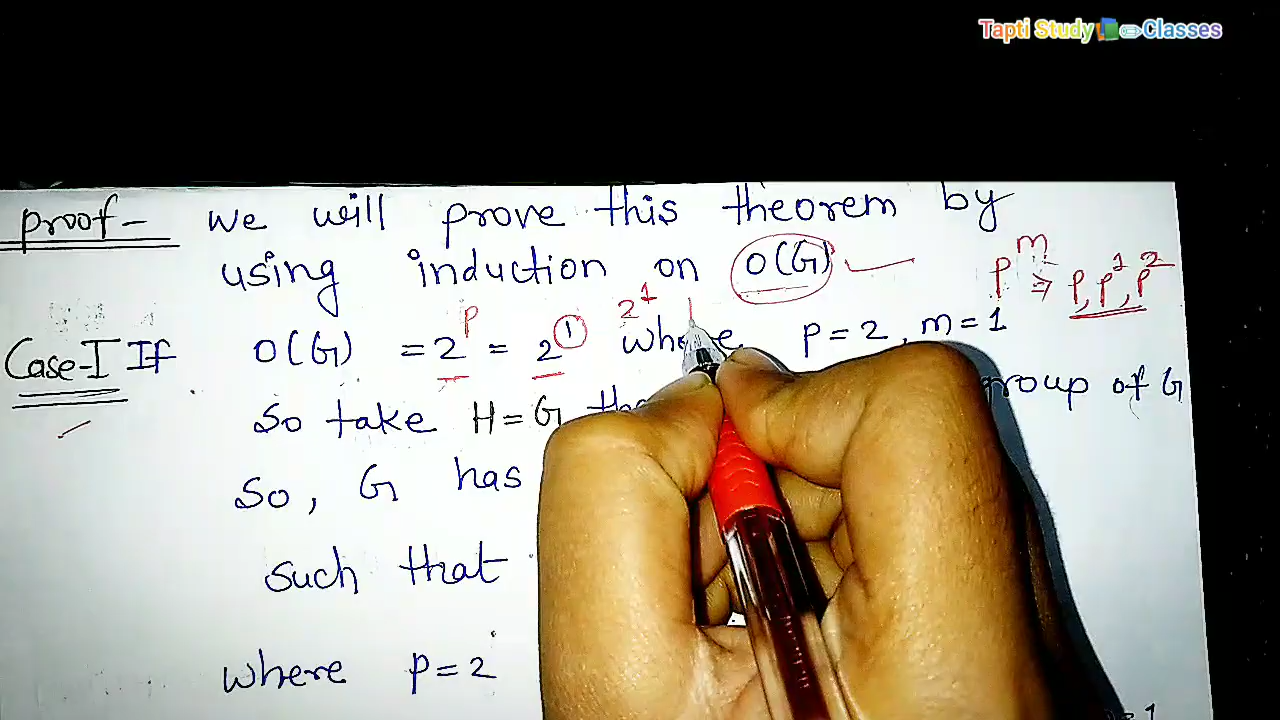 Tapti Study Classes
proof- we will prove this theorem by
using induction on O(G)
p^m ⇒ p, p^1, p^2
2^1
p
Case-I If O(G) = 2 = 2^1 where p=2, m=1
So take H=G group of G
So, G has
such that
where p=2